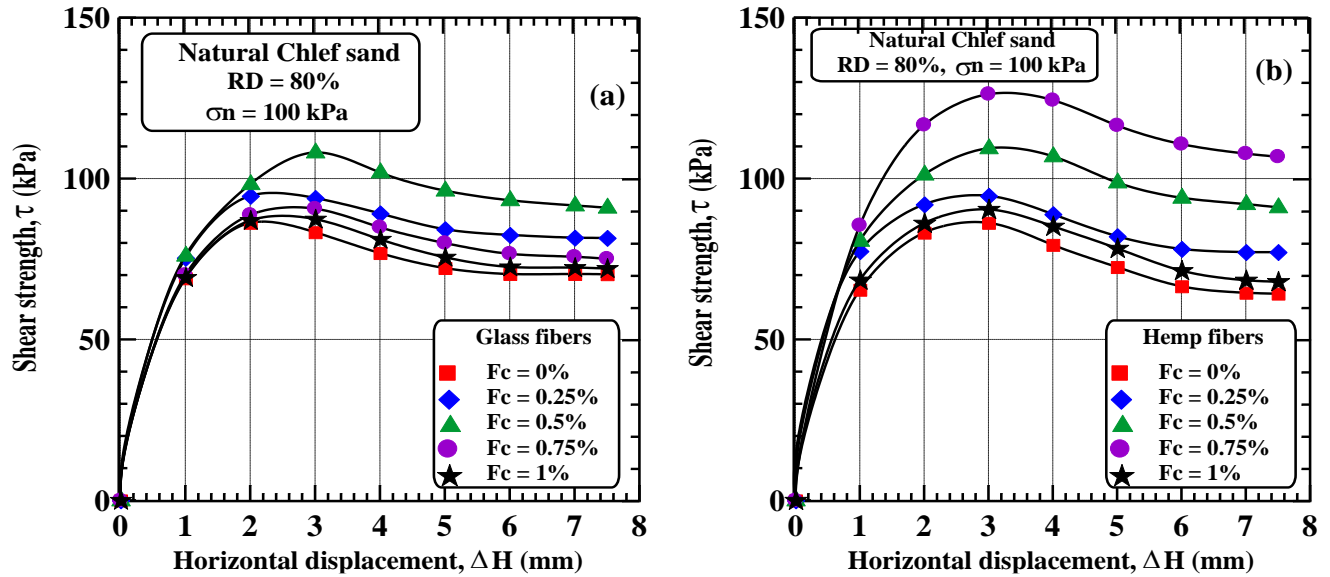 150
100
50
0
Shear strength, τ (kPa)
Natural Chlef sand
RD = 80%
σn = 100 kPa
(a)
Glass fibers
Fc = 0%
Fc = 0.25%
Fc = 0.5%
Fc = 0.75%
Fc = 1%
0 1 2 3 4 5 6 7 8
Horizontal displacement, ΔH (mm)
150
100
50
0
Shear strength, τ (kPa)
Natural Chlef sand
RD = 80%, σn = 100 kPa
(b)
Hemp fibers
Fc = 0%
Fc = 0.25%
Fc = 0.5%
Fc = 0.75%
Fc = 1%
0 1 2 3 4 5 6 7 8
Horizontal displacement, ΔH (mm)